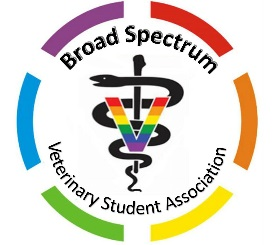 Broad Spectrum
V
Veterinary Student Association